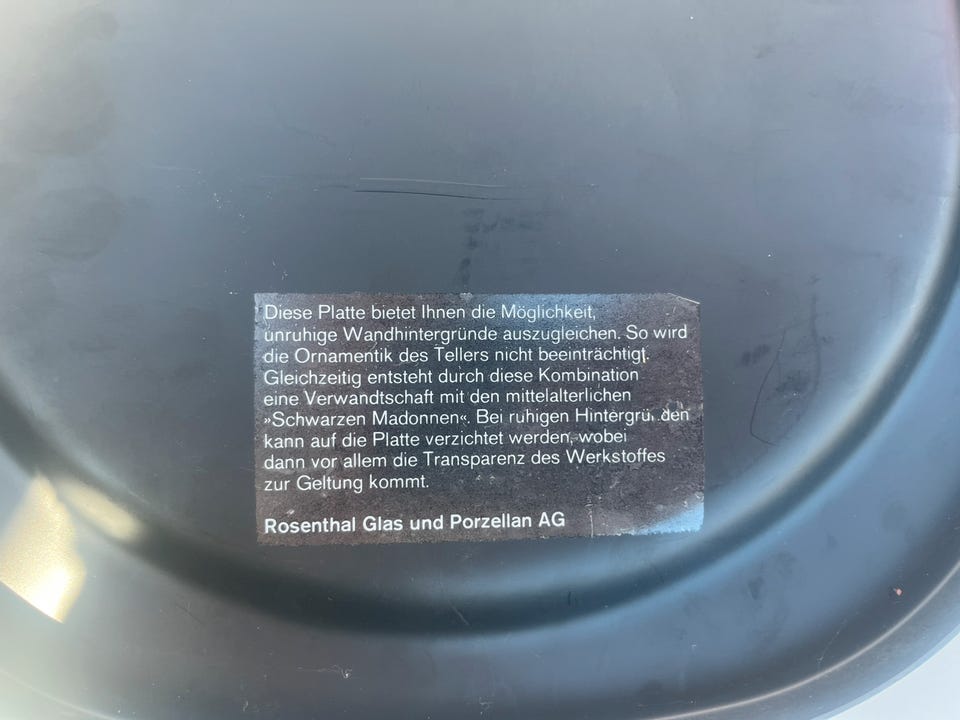 Diese Platte bietet Ihnen die Möglichkeit,
unruhige Wandhintergründe auszugleichen. So wird
die Ornamentik des Tellers nicht beeinträchtigt.
Gleichzeitig entsteht durch diese Kombination
eine Verwandtschaft mit den mittelalterlichen
»Schwarzen Madonnen«. Bei ruhigen Hintergründen
kann auf die Platte verzichtet werden, wobei
dann vor allem die Transparenz des Werkstoffes
zur Geltung kommt.
Rosenthal Glas und Porzellan AG